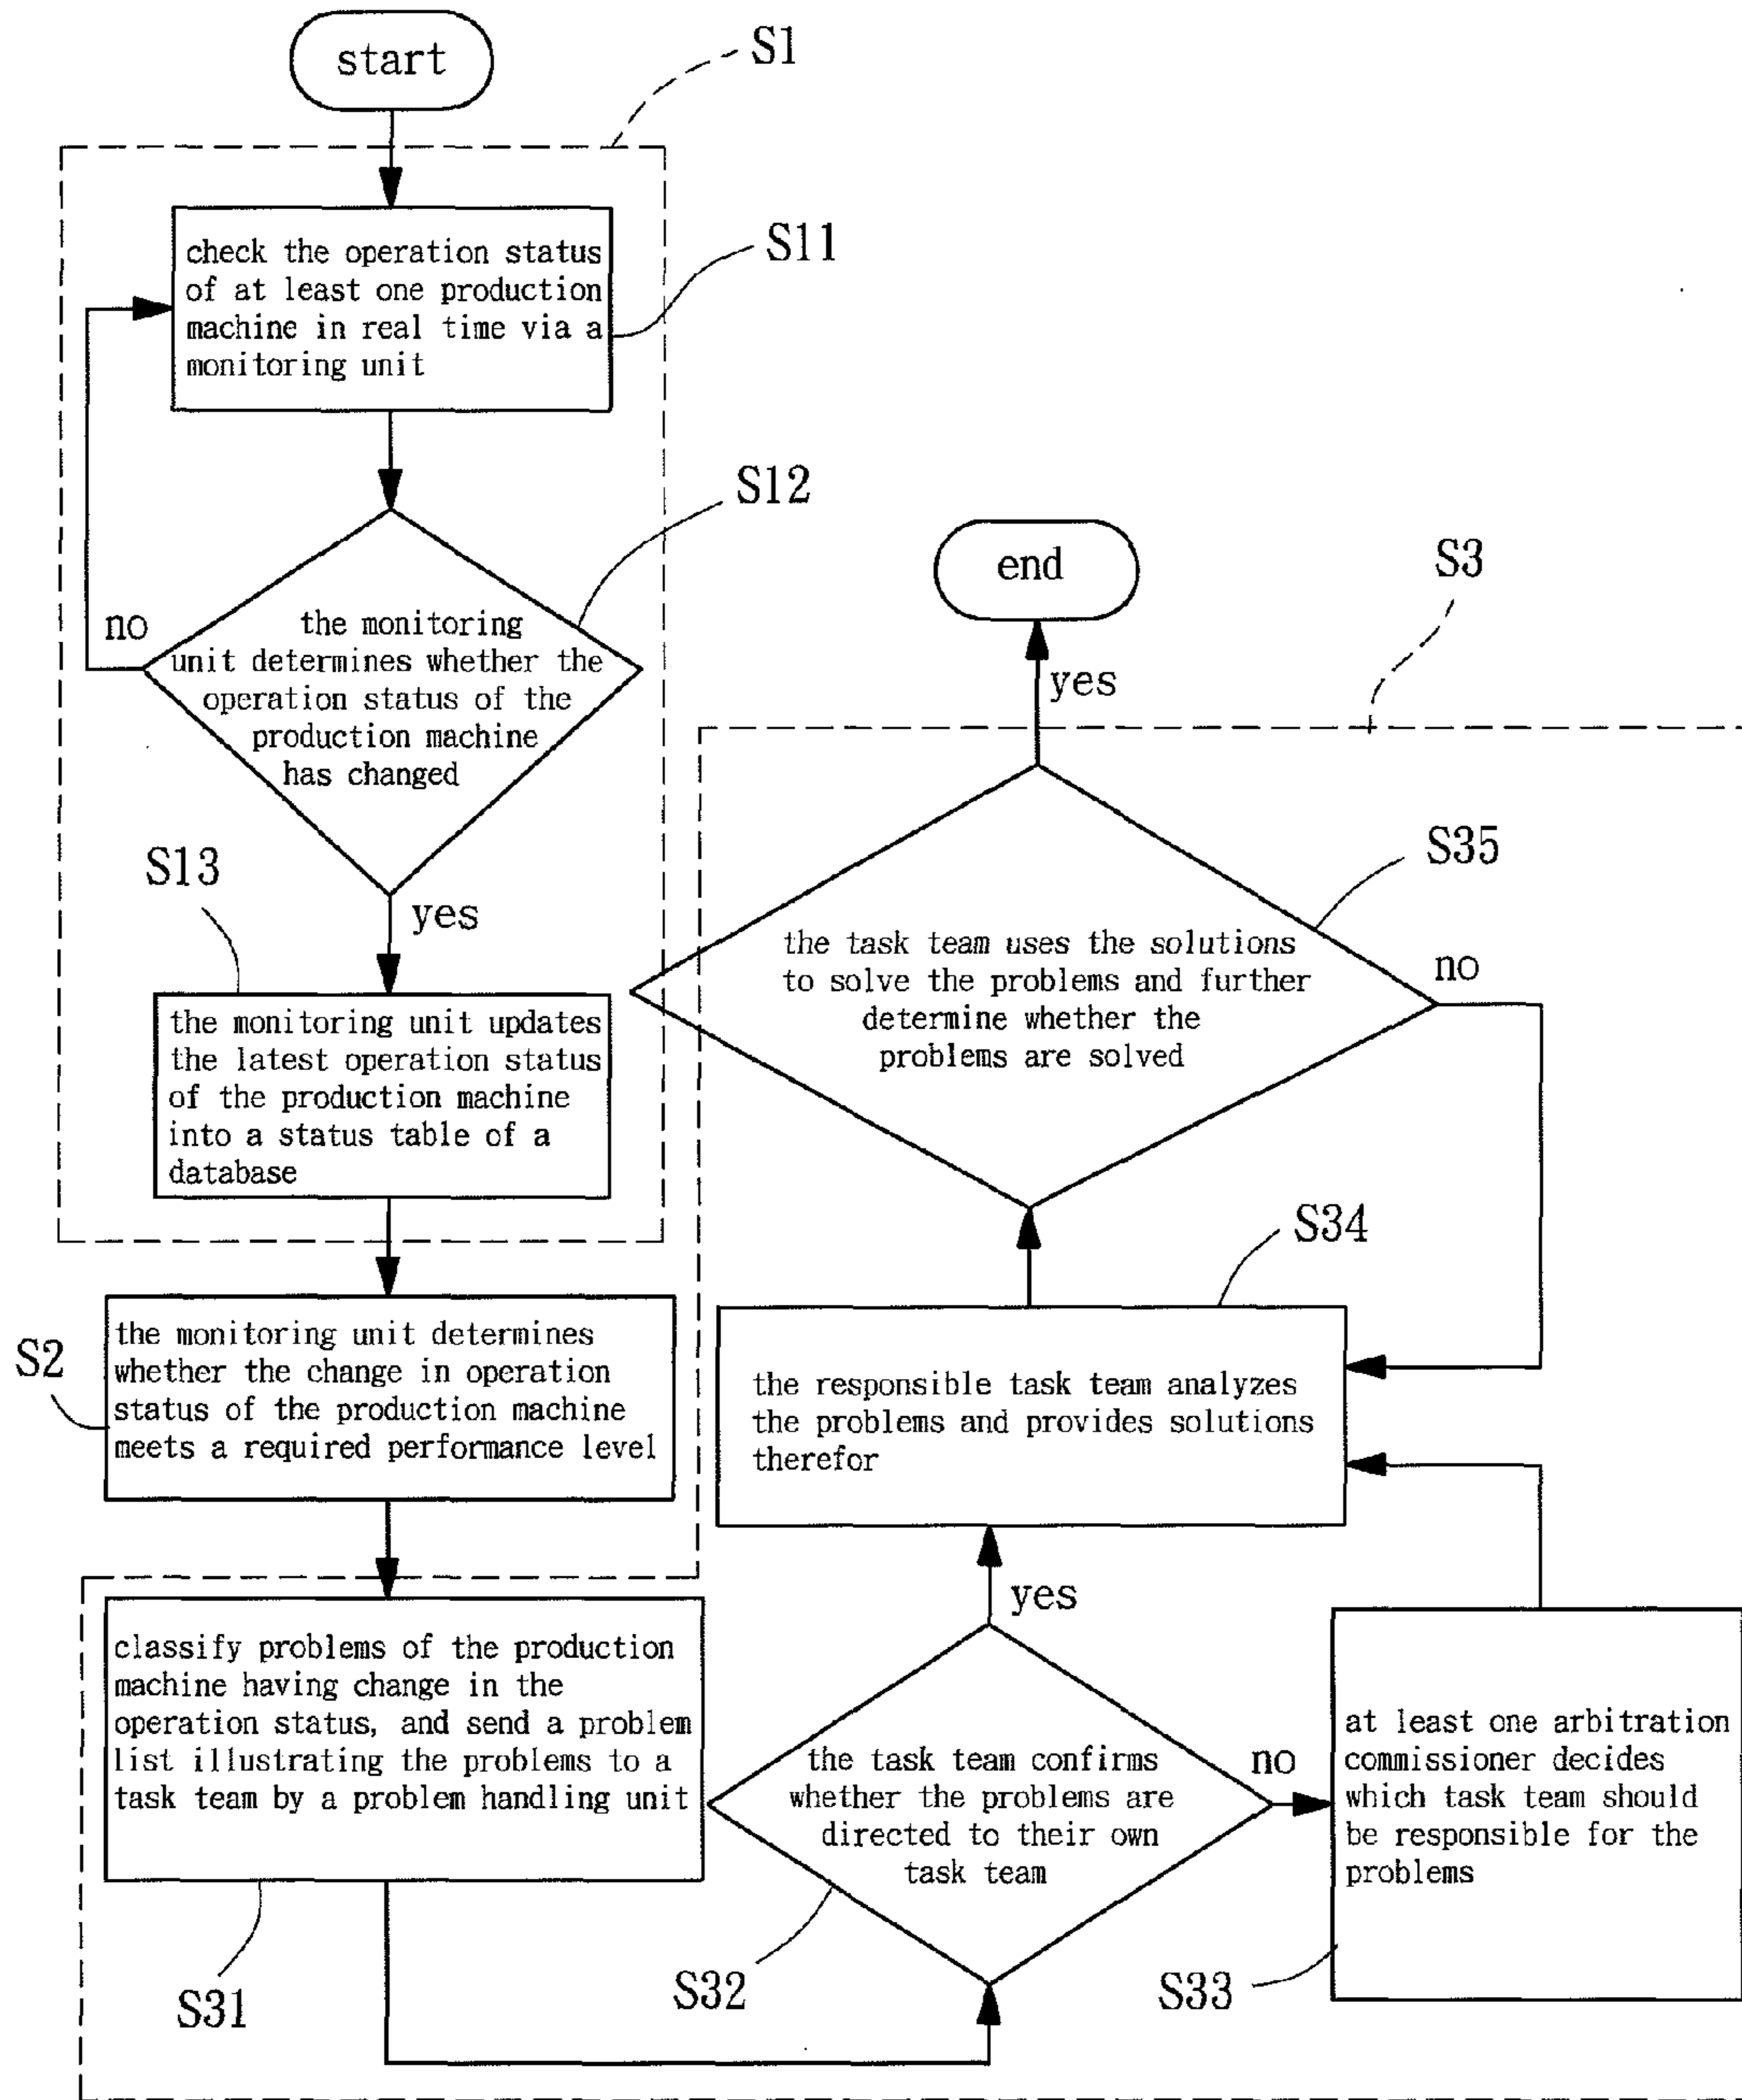 start
S1
check the operation status
of at least one production
machine in real time via a
monitoring unit
S11
S12
no
the monitoring
unit determines whether the
operation status of the
production machine
has changed
yes
S13
the monitoring unit updates
the latest operation status
of the production machine
into a status table of a
database
S2
the monitoring unit determines
whether the change in operation
status of the production machine
meets a required performance level
classify problems of the production
machine having change in the
operation status, and send a problem
list illustrating the problems to a
task team by a problem handling unit
S31
the task team confirms
whether the problems are
directed to their own
task team
S32
yes
no
at least one arbitration
commissioner decides
which task team should
be responsible for the
problems
S33
the responsible task team analyzes
the problems and provides solutions
therefor
S34
the task team uses the solutions
to solve the problems and further
determine whether the
problems are solved
S35
no
yes
end
S3